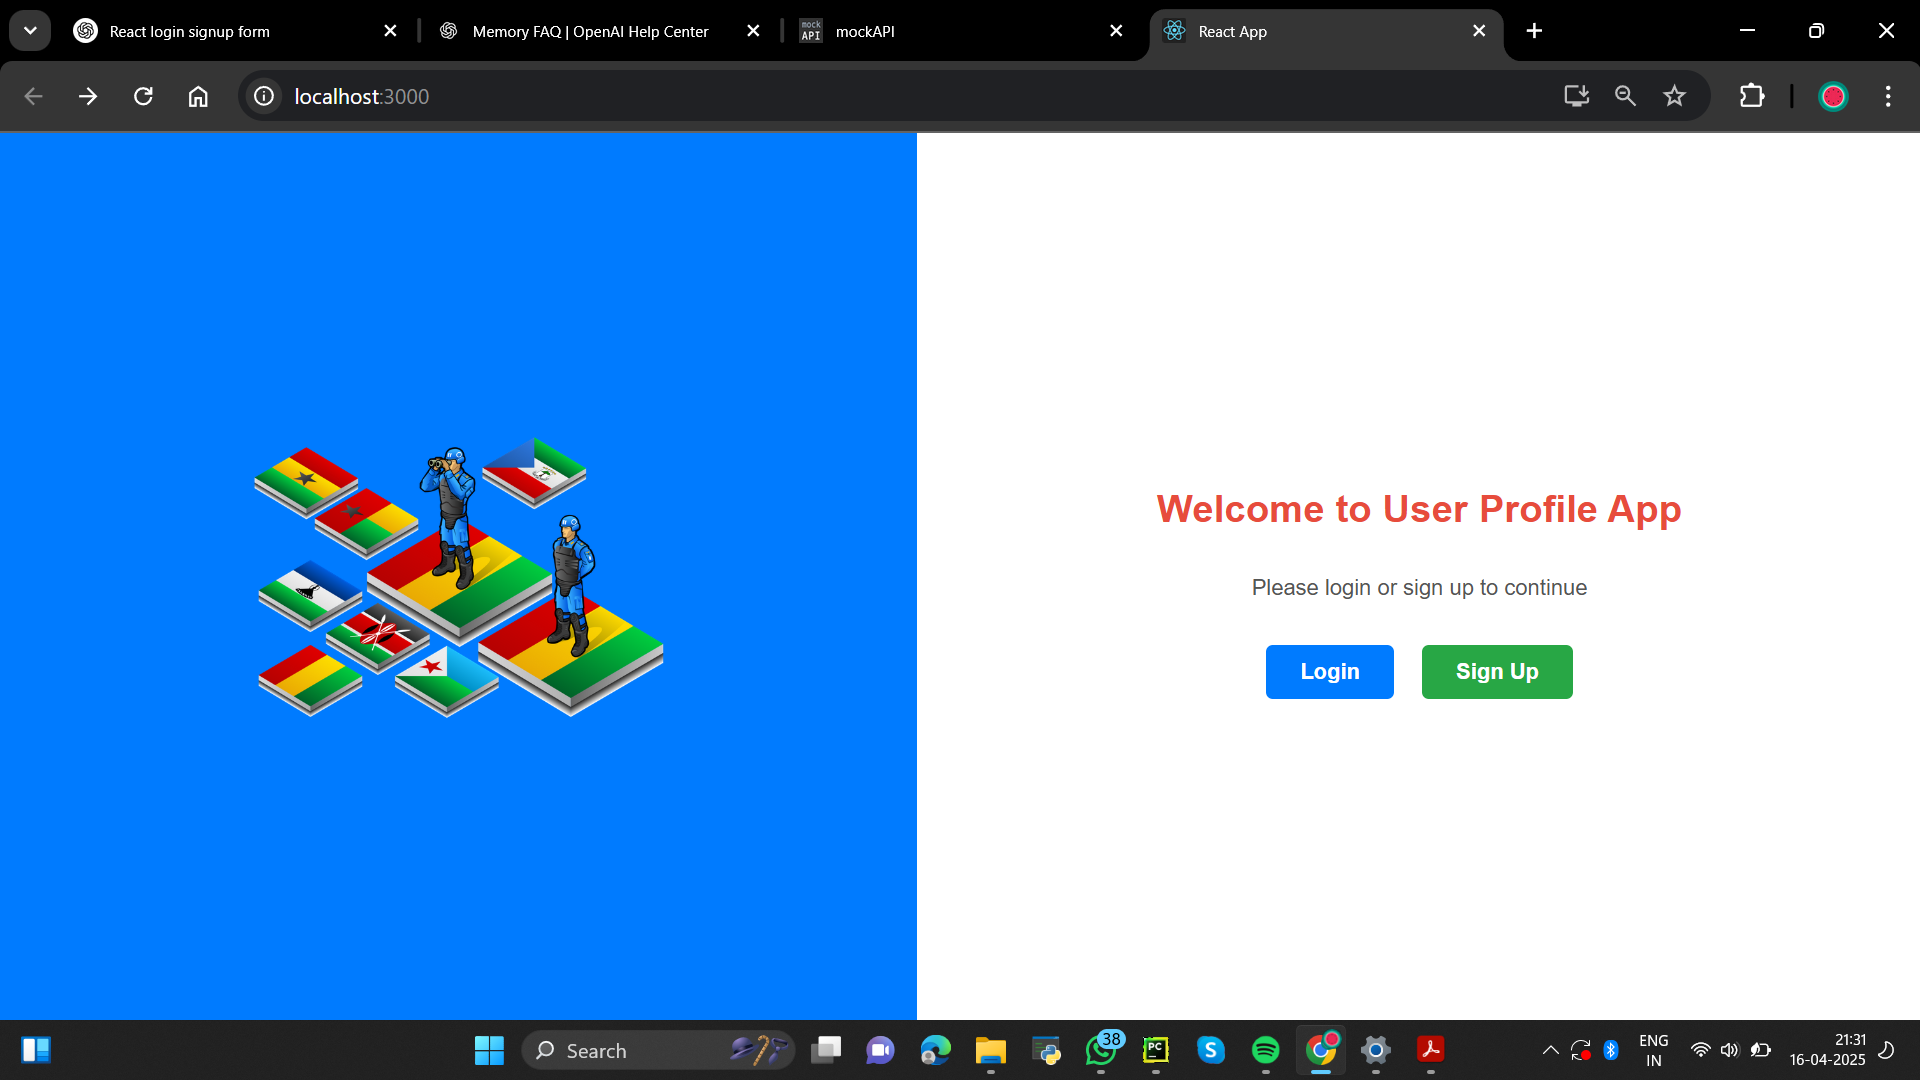 React login signup form
Memory FAQ | OpenAI Help Center
mock API
mockAPI
React App
localhost:3000
Welcome to User Profile App
Please login or sign up to continue
Login
Sign Up
Search
38
PC
S
ENG
IN
21:31
16-04-2025